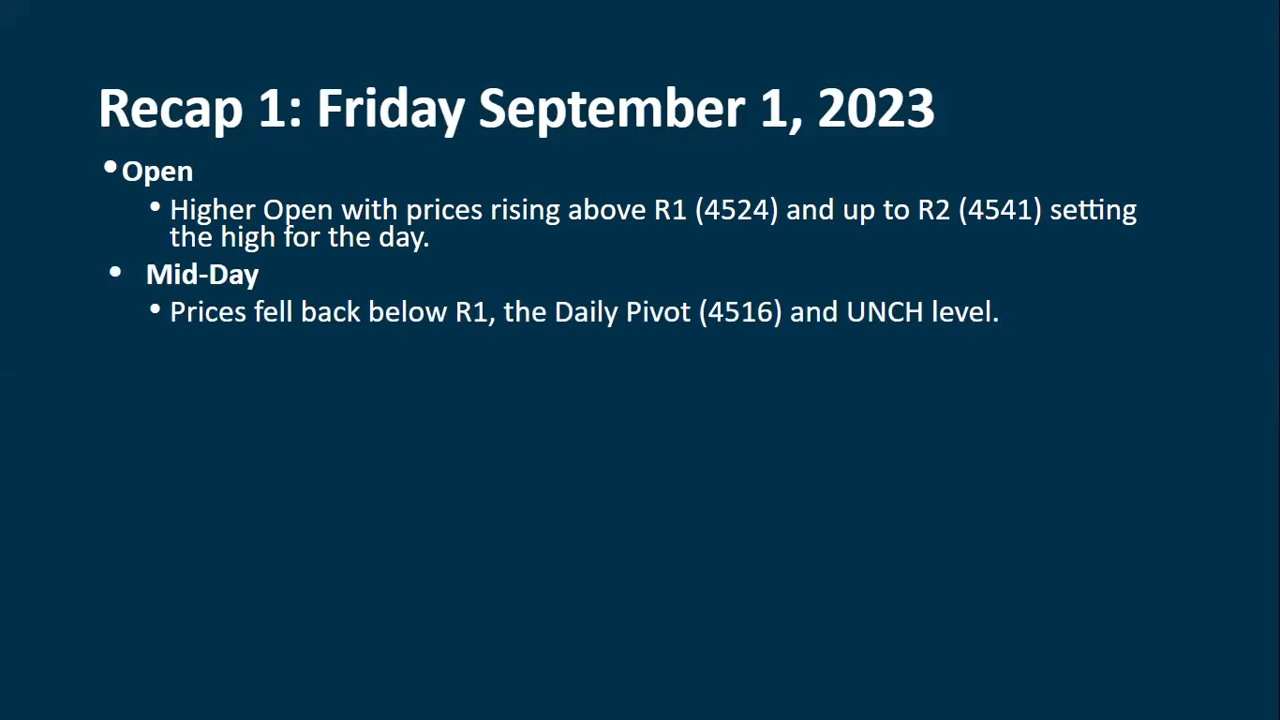 Recap 1: Friday September 1, 2023
•Open
• Higher Open with prices rising above R1 (4524) and up to R2 (4541) setting
the high for the day.
• Mid-Day
• Prices fell back below R1, the Daily Pivot (4516) and UNCH level.